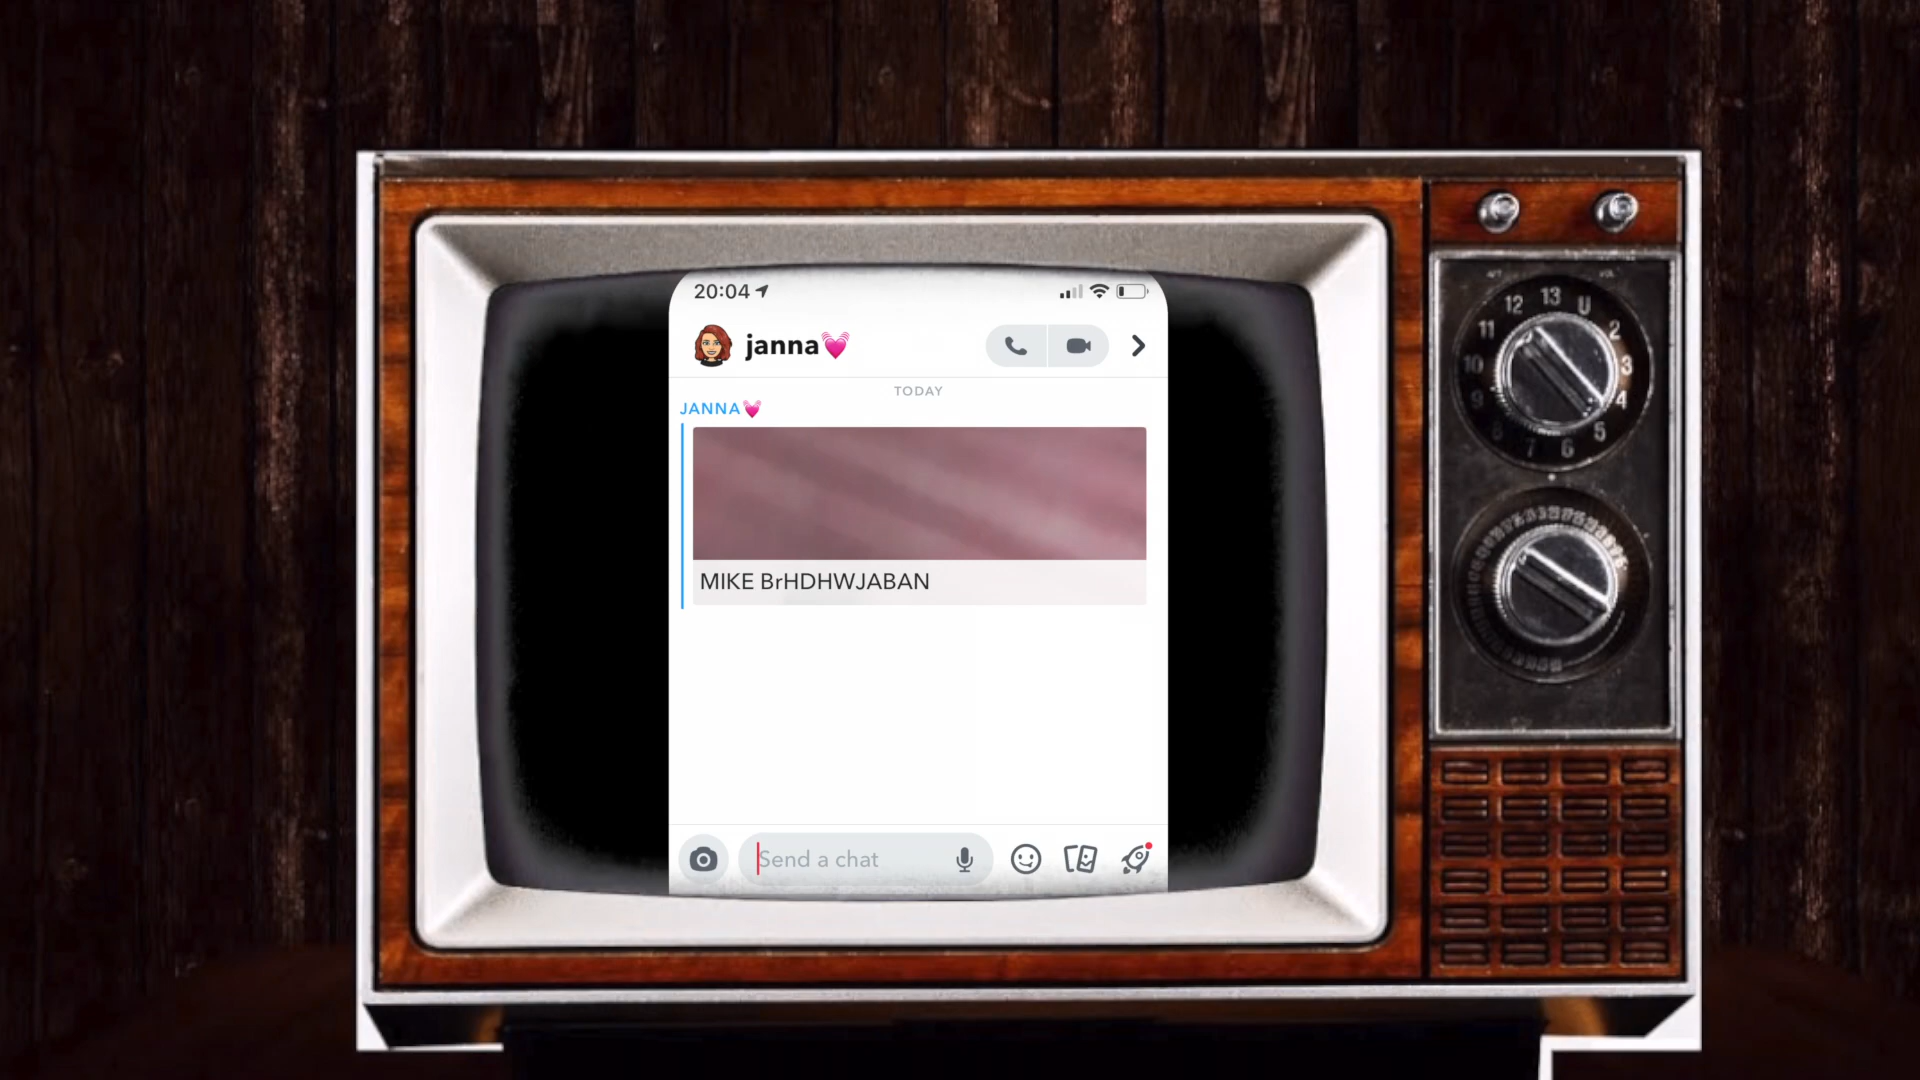 20:04
janna💓
TODAY
JANNA💓
MIKE BrHDHWJABAN
Send a chat
12 13 U
11 2
10 3
9 4
8 5
7 6